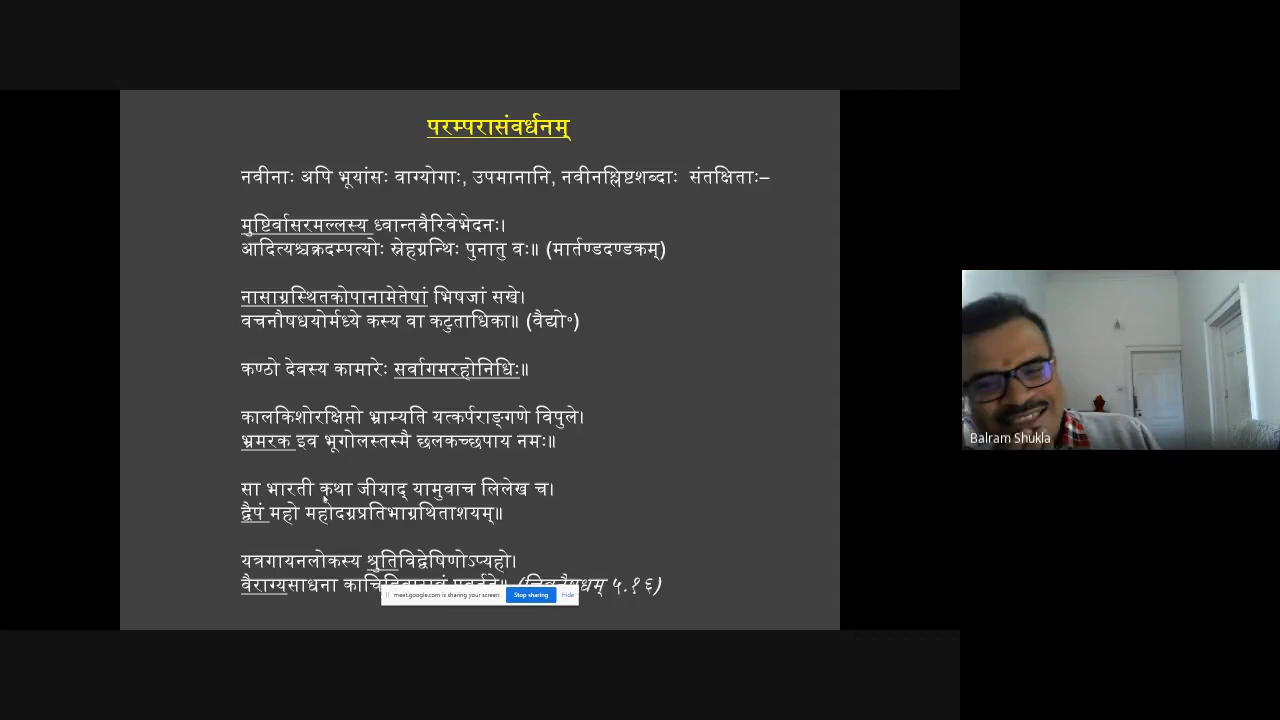 परम्परासंवर्धनम्
नवीनाः अपि भूयांसः वाग्योगाः, उपमानानि, नवीनश्लिष्टशब्दाः संतक्षिताः–
मुष्टिर्वासरमल्लस्य ध्वान्तवैरिवेभेदनः।
आदित्यश्चक्रदम्पत्योः स्नेहग्रन्थिः पुनातु वः॥ (मार्तण्डदण्डकम्)
नासाग्रस्थितकोपानामेतेषां भिषजां सखे।
वचनौषधयोर्मध्ये कस्य वा कटुताधिका॥ (वैद्यो॰)
कण्ठो देवस्य कामारेः सर्वागमरहोनिधिः॥
कालकिशोरक्षिप्तो भ्राम्यति यत्कर्पराङ्गणे विपुले।
भ्रमरक इव भूगोलस्तस्मै छलकच्छपाय नमः॥
सा भारती कथा जीयाद् यामुवाच लिलेख च।
द्वैपं महो महोदग्रप्रतिभाग्रथिताशयम्॥
यत्रगायनलोकस्य श्रुतिविद्वेषिणोऽप्यहो।
वैराग्यसाधना ५.१६)
meet.google.com is sharing your screen. Stop sharing Hide
Balram Shukla